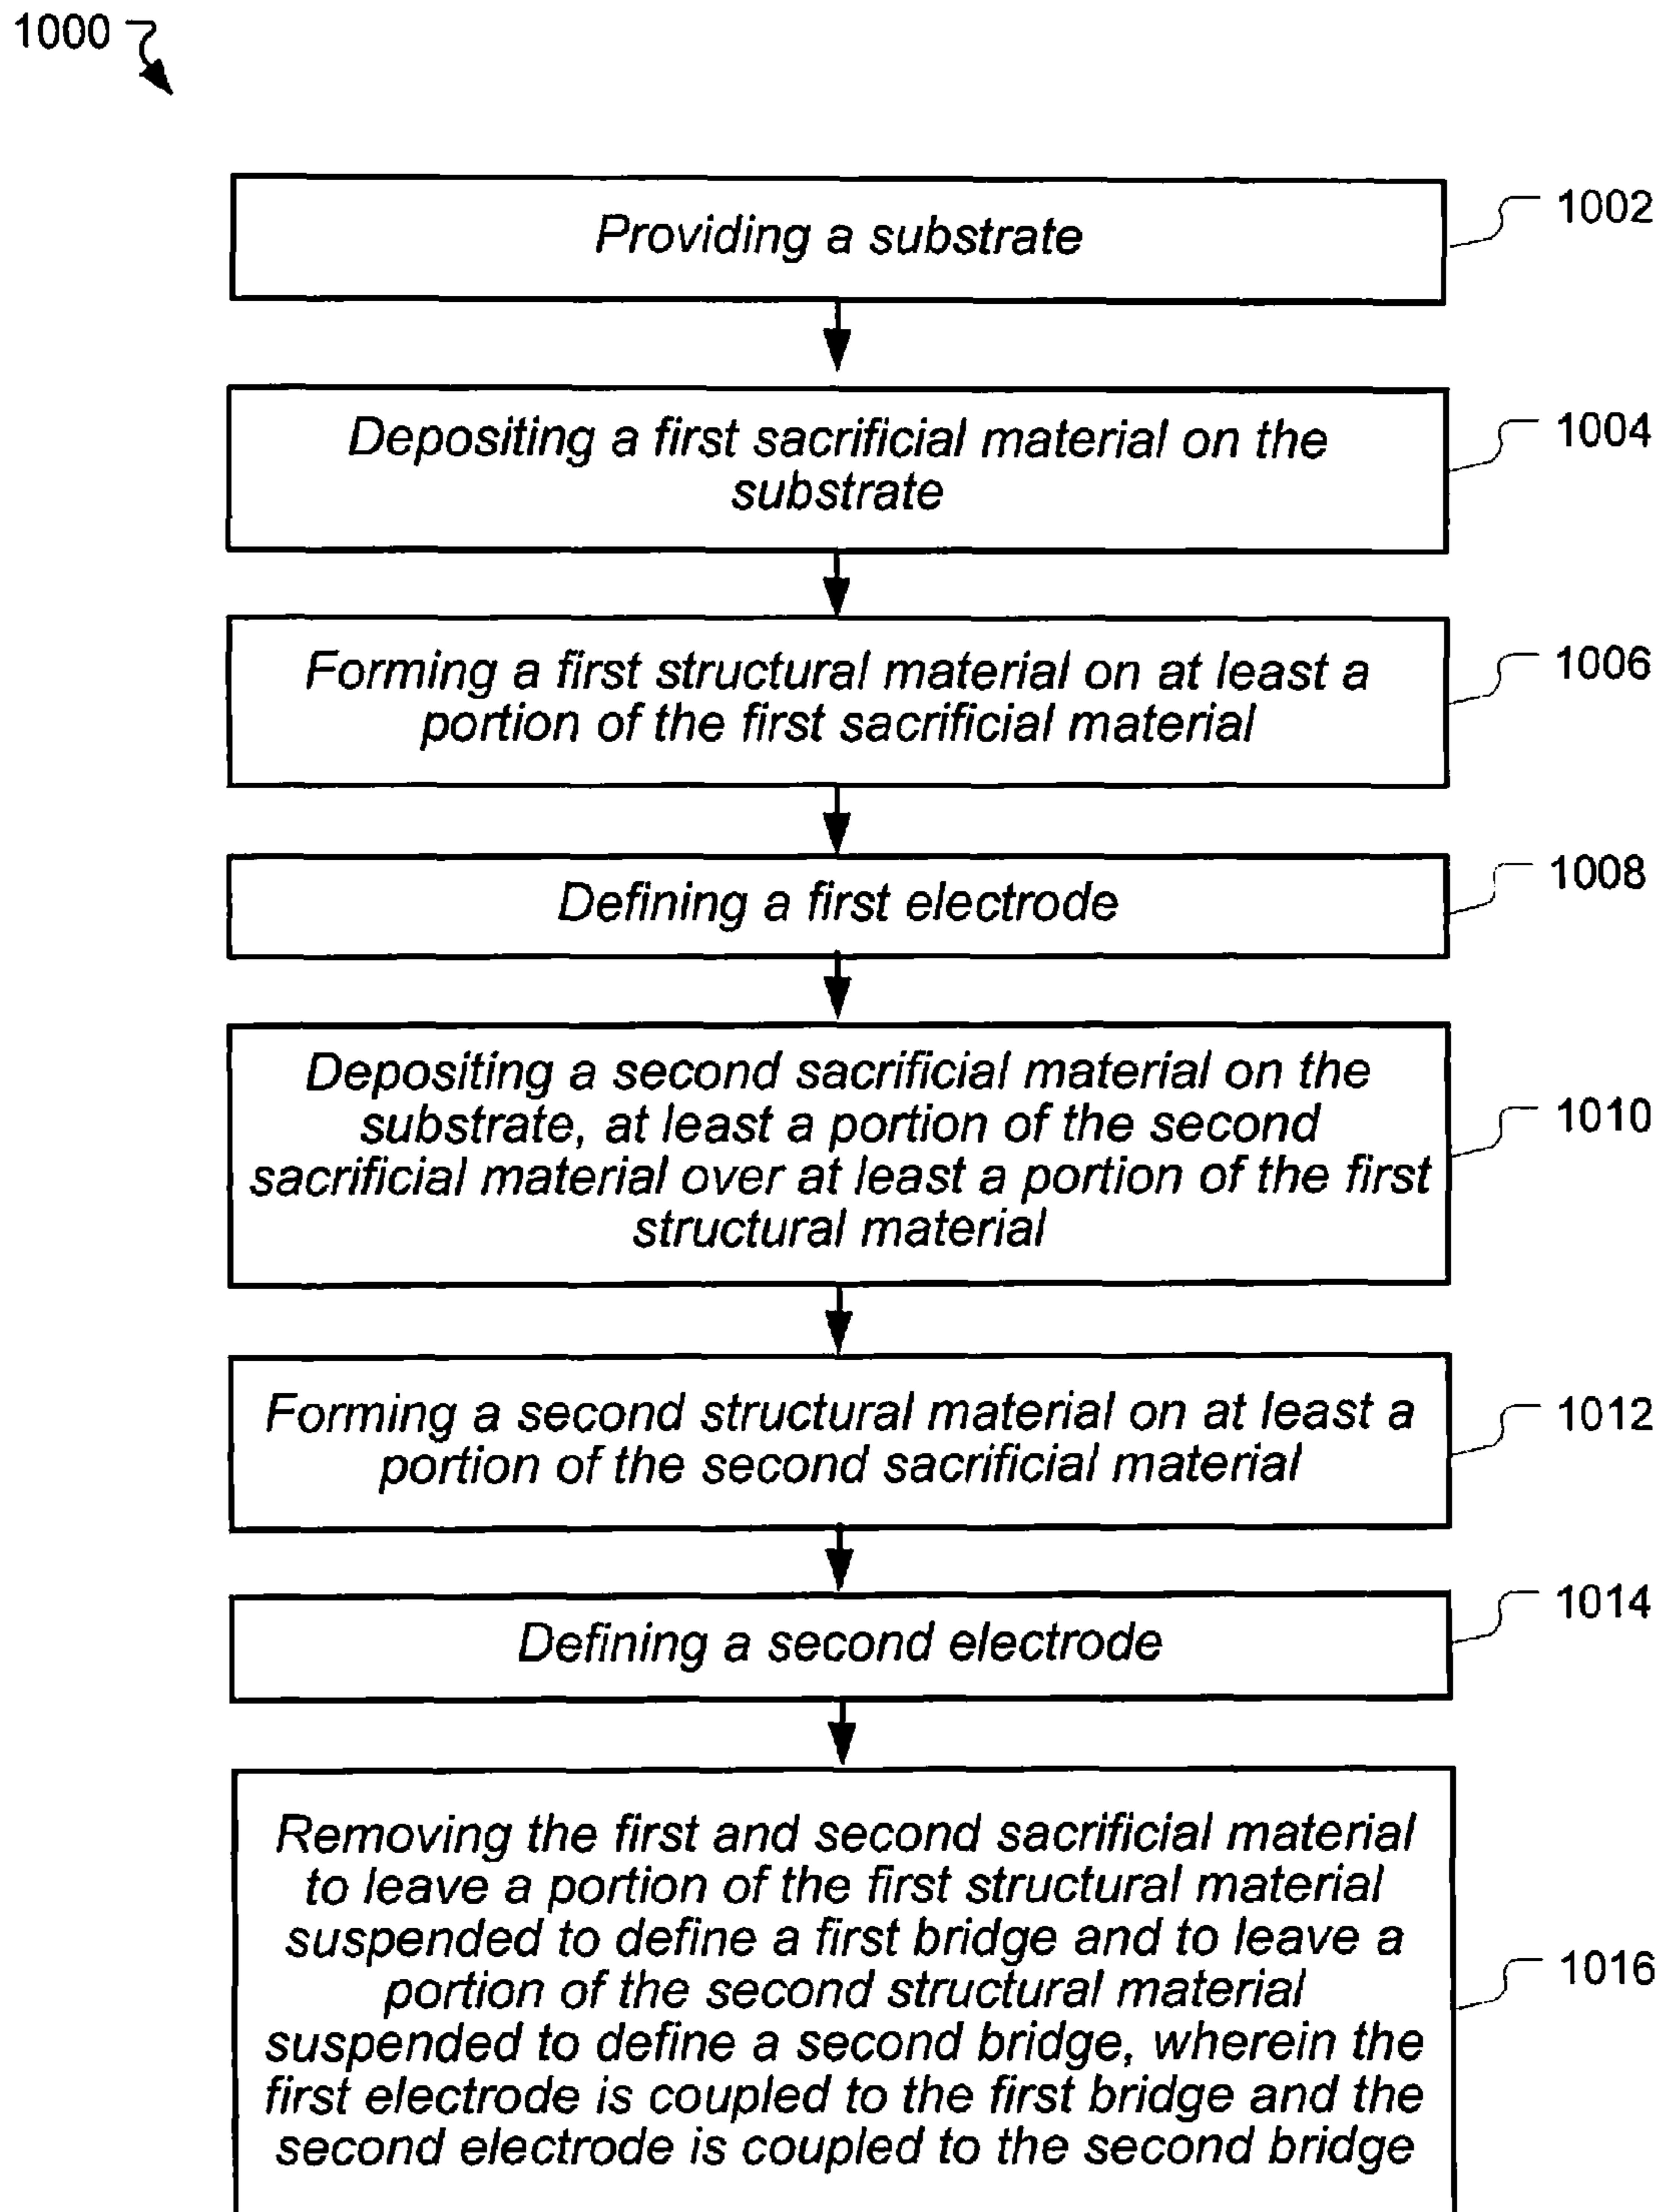 1000
Providing a substrate
1002
Depositing a first sacrificial material on the
substrate
1004
Forming a first structural material on at least a
portion of the first sacrificial material
1006
Defining a first electrode
1008
Depositing a second sacrificial material on the
substrate, at least a portion of the second
sacrificial material over at least a portion of the first
structural material
1010
Forming a second structural material on at least a
portion of the second sacrificial material
1012
Defining a second electrode
1014
Removing the first and second sacrificial material
to leave a portion of the first structural material
suspended to define a first bridge and to leave a
portion of the second structural material
suspended to define a second bridge, wherein the
first electrode is coupled to the first bridge and the
second electrode is coupled to the second bridge
1016